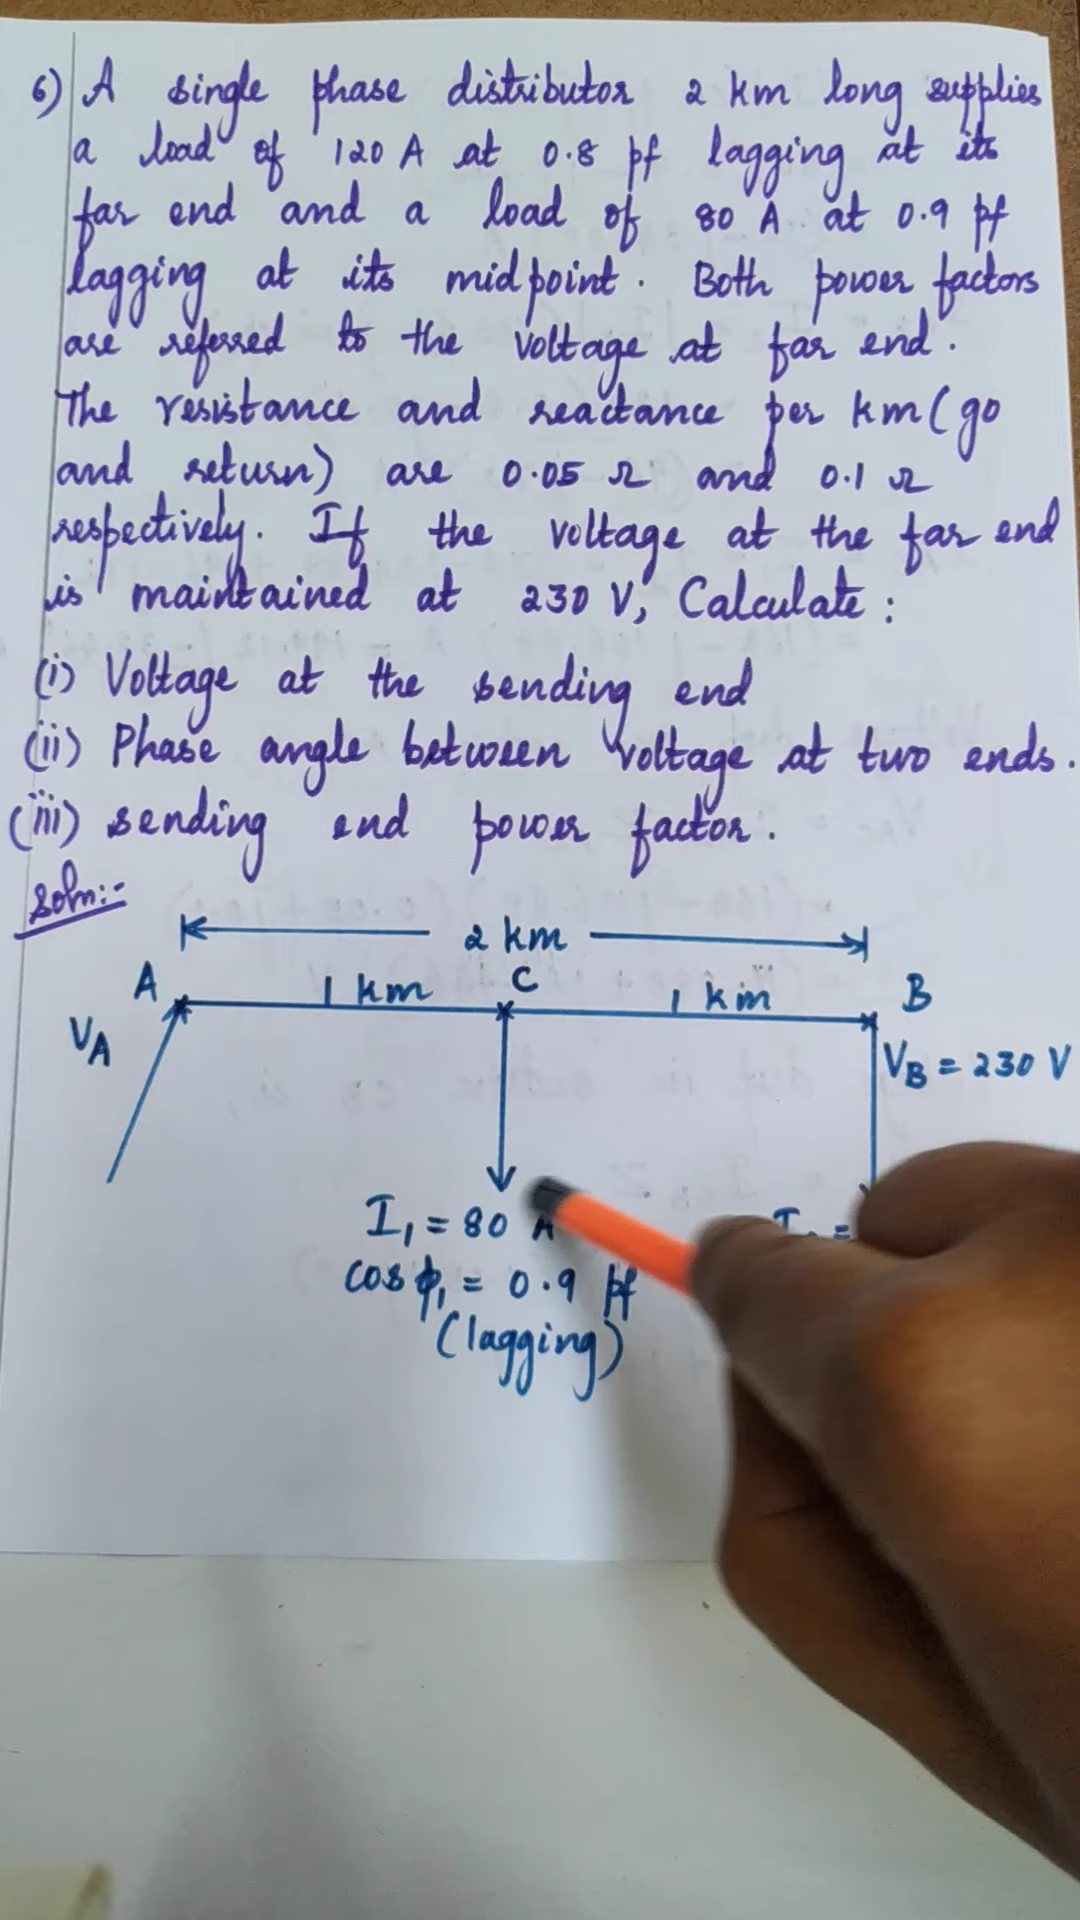 6) A single phase distributor 2 km long supplies
a load of 120 A at 0.8 pf lagging at its
far end and a load of 80 A at 0.9 pf
lagging at its midpoint. Both power factors
are referred to the voltage at far end.
The resistance and reactance per km (go
and return) are 0.05 Ω and 0.1 Ω
respectively. If the voltage at the far end
is maintained at 230 V, Calculate:
(i) Voltage at the sending end
(ii) Phase angle between voltage at two ends.
(iii) sending end power factor.
Soln:-
2 km
A 1 km C 1 km B
VA
VB = 230 V
I1 = 80 A
cos ϕ1 = 0.9 pf
(lagging)